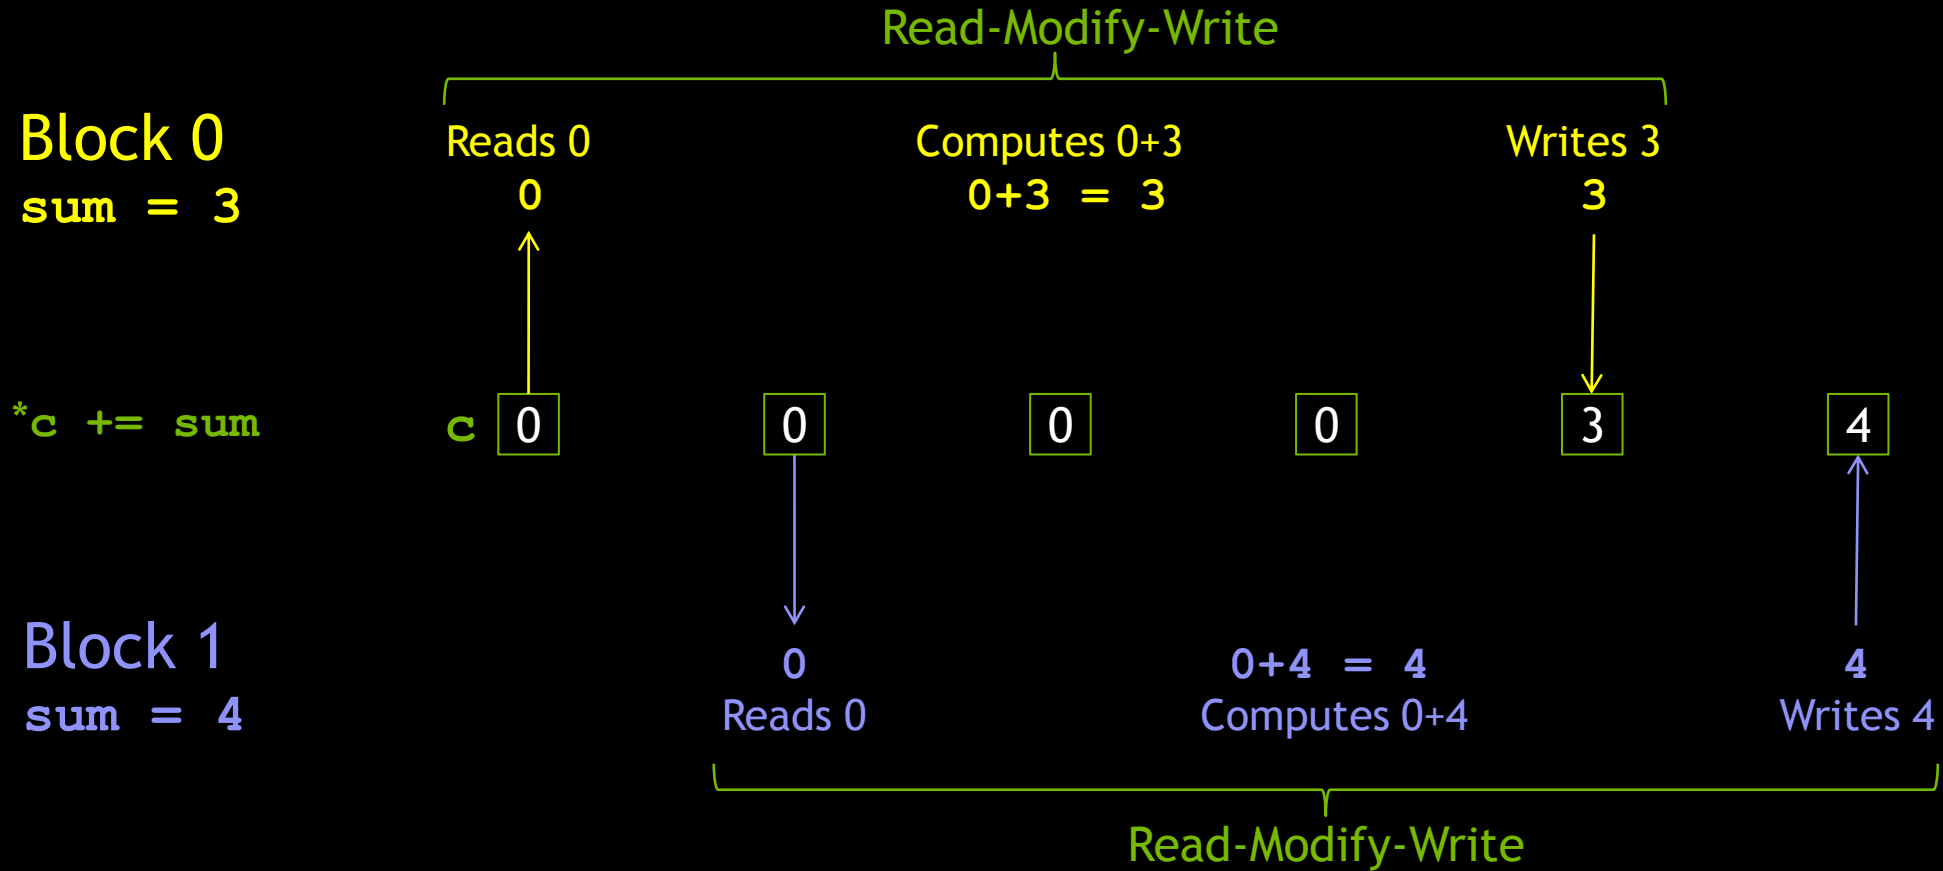 Read-Modify-Write
Block 0
sum = 3
Reads 0
0
Computes 0+3
0+3 = 3
Writes 3
3
*c += sum
c 0 0 0 0 3 4
Block 1
sum = 4
0
Reads 0
0+4 = 4
Computes 0+4
4
Writes 4
Read-Modify-Write